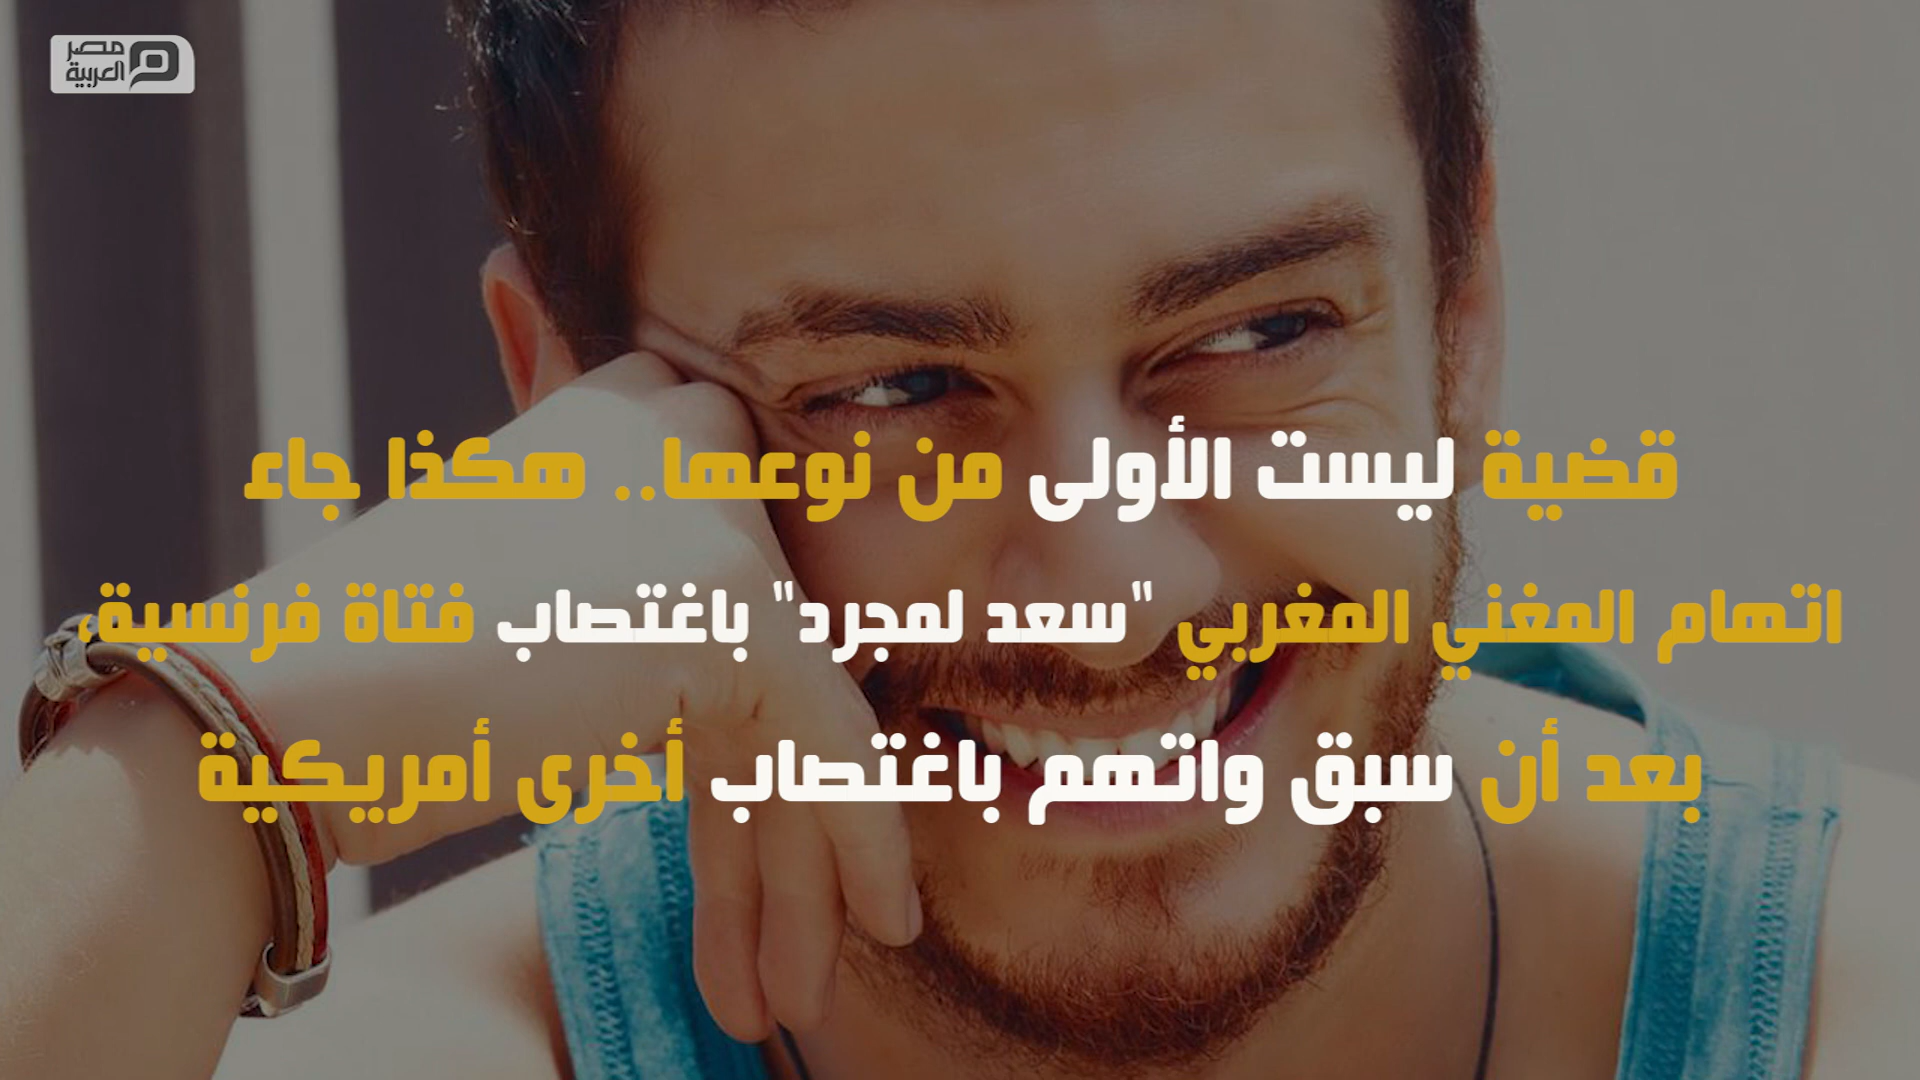 مصر
العربية
قضية ليست الأولى من نوعها.. هكذا جاء
اتهام المغني المغربي "سعد لمجرد" باغتصاب فتاة فرنسية،
بعد أن سبق واتهم باغتصاب أخرى أمريكية